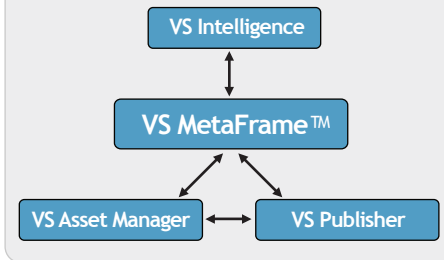 VS Intelligence
VS MetaFrame™
VS Asset Manager
VS Publisher